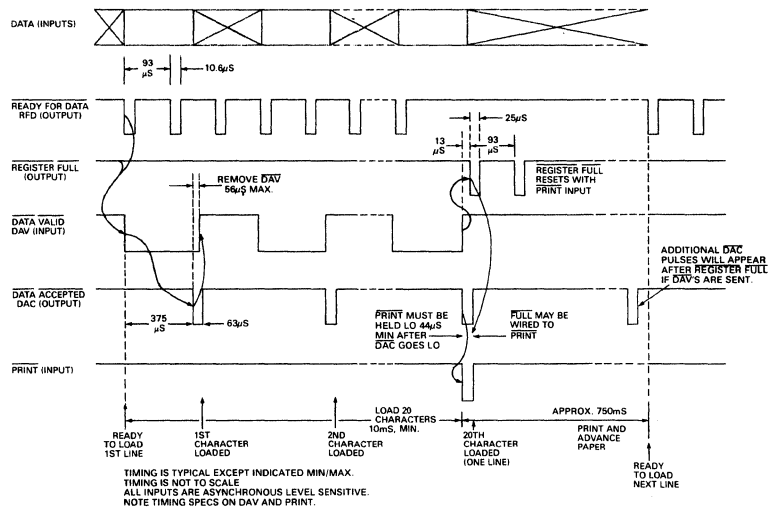 DATA (INPUTS)
93
µS
10.6µS
READY FOR DATA
RFD (OUTPUT)
25µS
13
µS
93
µS
REGISTER FULL
(OUTPUT)
REMOVE DAV
56µS MAX.
REGISTER FULL
RESETS WITH
PRINT INPUT
DATA VALID
DAV (INPUT)
ADDITIONAL DAC
PULSES WILL APPEAR
AFTER REGISTER FULL
IF DAV'S ARE SENT.
DATA ACCEPTED
DAC (OUTPUT)
375
µS
63µS
PRINT MUST BE
HELD LO 44µS
MIN AFTER
DAC GOES LO
FULL MAY BE
WIRED TO
PRINT
PRINT (INPUT)
LOAD 20
CHARACTERS
10mS, MIN.
APPROX. 750mS
PRINT AND
ADVANCE
PAPER
READY
TO LOAD
1ST LINE
1ST
CHARACTER
LOADED
2ND
CHARACTER
LOADED
20TH
CHARACTER
LOADED
(ONE LINE)
READY
TO LOAD
NEXT LINE
TIMING IS TYPICAL EXCEPT INDICATED MIN/MAX.
TIMING IS NOT TO SCALE
ALL INPUTS ARE ASYNCHRONOUS LEVEL SENSITIVE.
NOTE TIMING SPECS ON DAV AND PRINT.